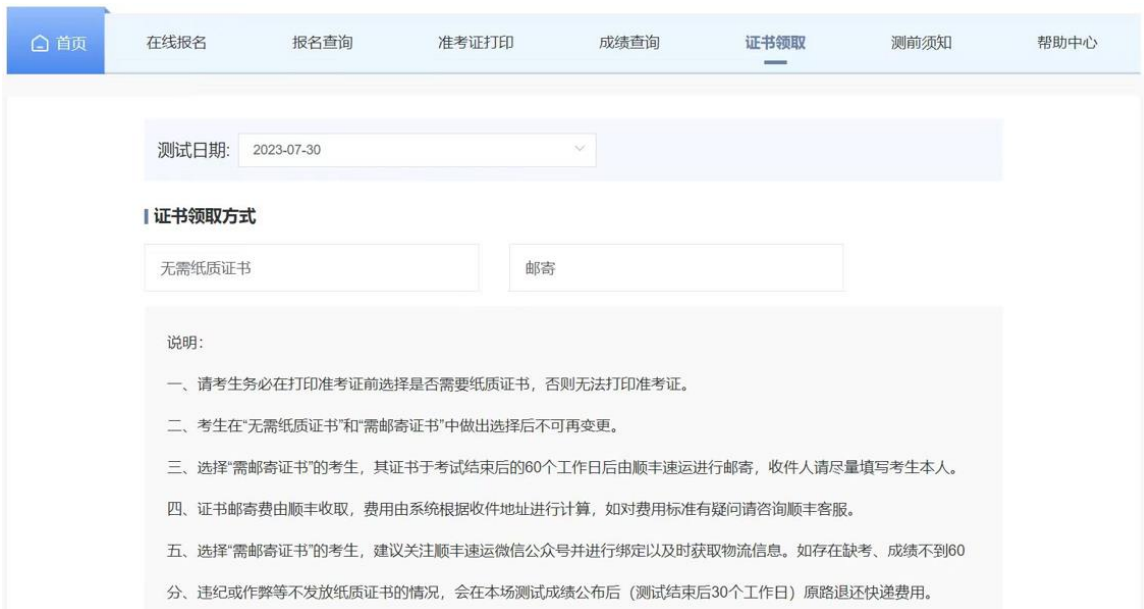 首页 在线报名 报名查询 准考证打印 成绩查询 证书领取 测前须知 帮助中心
测试日期: 2023-07-30
证书领取方式
无需纸质证书 邮寄
说明:
一、请考生务必在打印准考证前选择是否需要纸质证书，否则无法打印准考证。
二、考生在“无需纸质证书”和“需邮寄证书”中做出选择后不可再变更。
三、选择“需邮寄证书”的考生，其证书于考试结束后的60个工作日后由顺丰速运进行邮寄，收件人请尽量填写考生本人。
四、证书邮寄费由顺丰收取，费用由系统根据收件地址进行计算，如对费用标准有疑问请咨询顺丰客服。
五、选择“需邮寄证书”的考生，建议关注顺丰速运微信公众号并进行绑定以及时获取物流信息。如存在缺考、成绩不到60
分、违纪或作弊等不发放纸质证书的情况，会在本场测试成绩公布后（测试结束后30个工作日）原路退还快递费用。